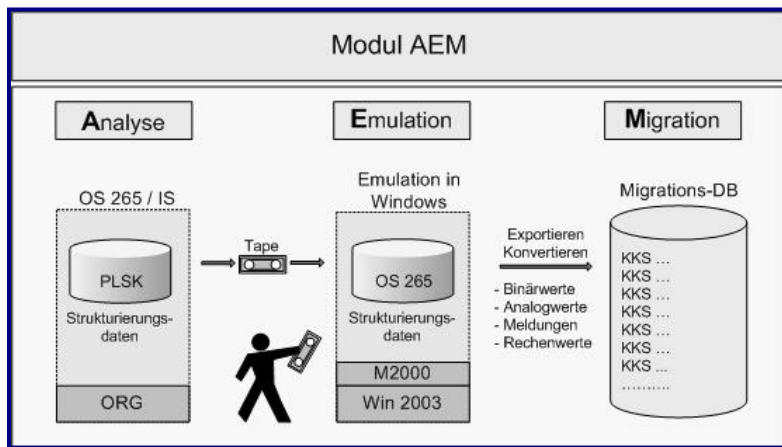 Modul AEM
Analyse
Emulation
Migration
OS 265 / IS
PLSK
Strukturierungs-
daten
ORG
Tape
Emulation in
Windows
OS 265
Strukturierungs-
daten
M2000
Win 2003
Exportieren
Konvertieren
- Binärwerte
- Analogwerte
- Meldungen
- Rechenwerte
Migrations-DB
KKS ...
KKS ...
KKS ...
KKS ...
KKS ...
KKS ...
KKS ...
..........